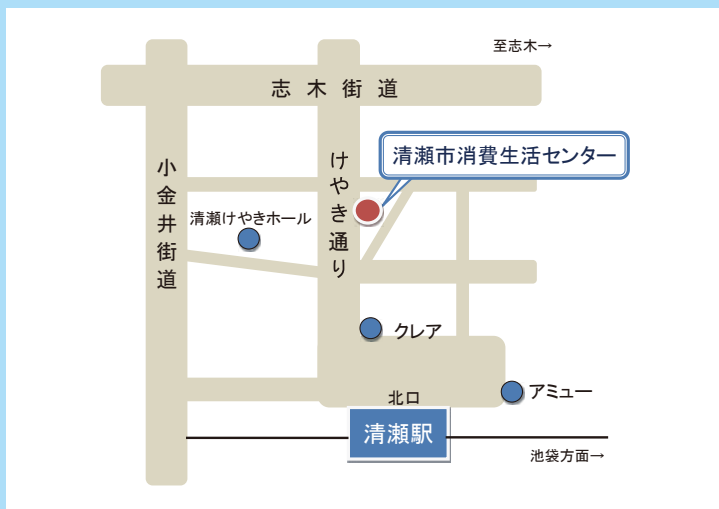 至志木→
志木街道
清瀬市消費生活センター
小金井街道
けやき通り
清瀬けやきホール
クレア
アミュー
北口
清瀬駅
池袋方面→